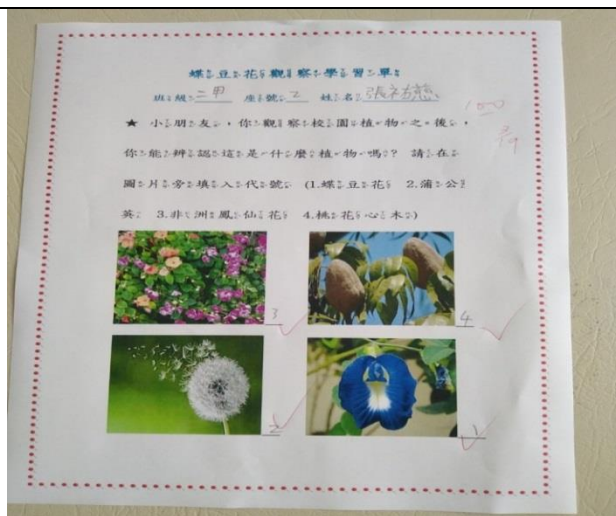 蝶豆花觀察學習單
班級二甲 座號2 姓名張祐慈
100
★ 小朋友，你觀察校園植物之後，
你能辨認這是什麼植物嗎？ 請在
圖片旁填入代號 (1.蝶豆花 2.蒲公
英 3.非洲鳳仙花 4.桃花心木)
3
4
2
1